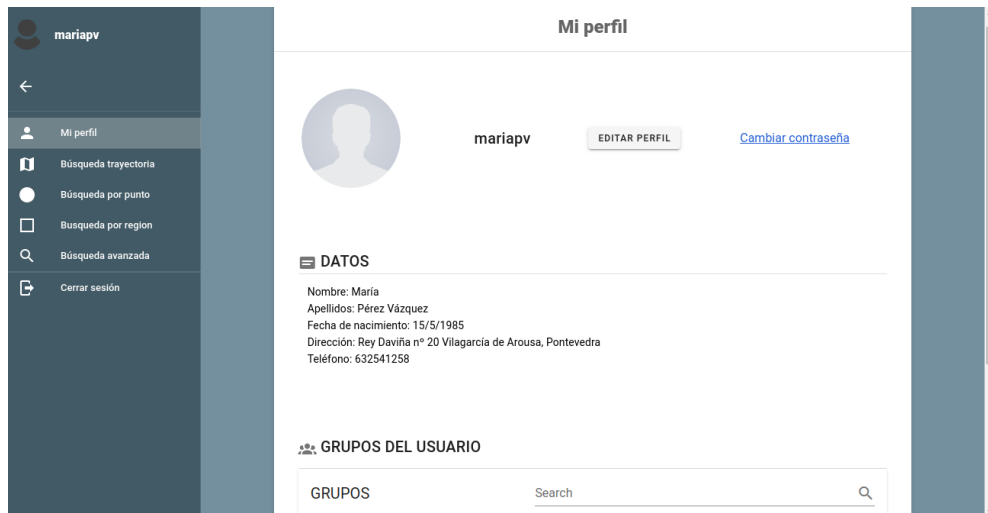 mariapv
Mi perfil
Búsqueda trayectoria
Búsqueda por punto
Busqueda por region
Búsqueda avanzada
Cerrar sesión
Mi perfil
mariapv
EDITAR PERFIL
Cambiar contraseña
DATOS
Nombre: María
Apellidos: Pérez Vázquez
Fecha de nacimiento: 15/5/1985
Dirección: Rey Daviña nº 20 Vilagarcía de Arousa, Pontevedra
Teléfono: 632541258
GRUPOS DEL USUARIO
GRUPOS
Search